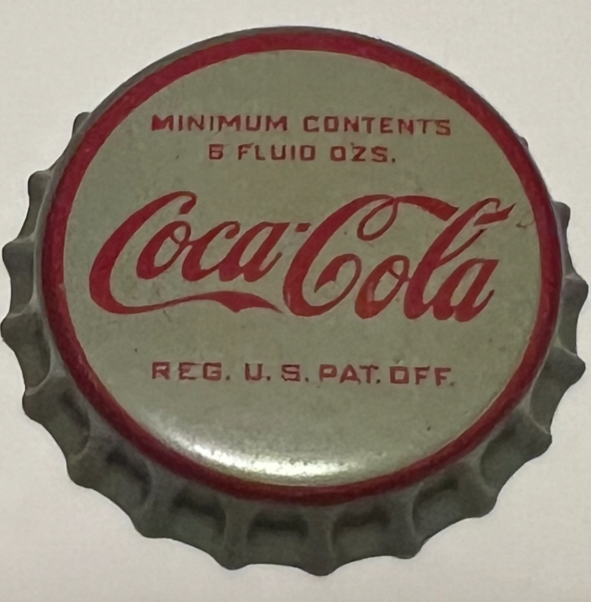 MINIMUM CONTENTS
6 FLUID OZS.
Coca-Cola
REG. U. S. PAT. OFF.